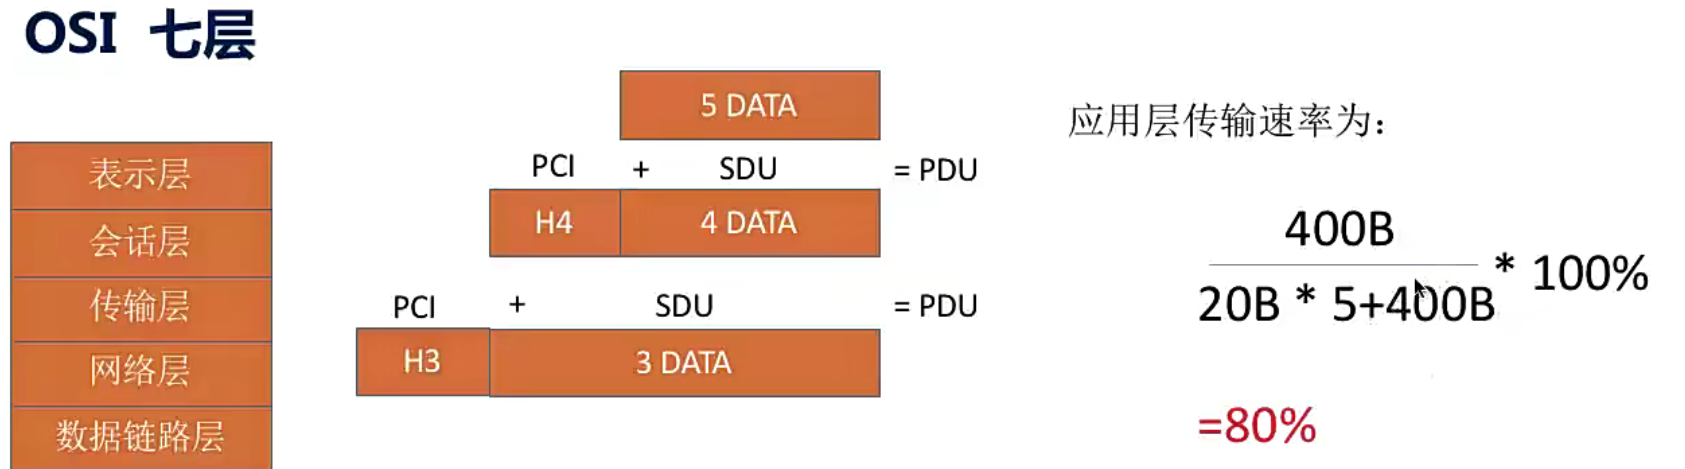 OSI 七层
表示层
会话层
传输层
网络层
数据链路层
5 DATA
PCI + SDU = PDU
H4 4 DATA
PCI + SDU = PDU
H3 3 DATA
应用层传输速率为：
400B
20B * 5+400B
* 100%
=80%